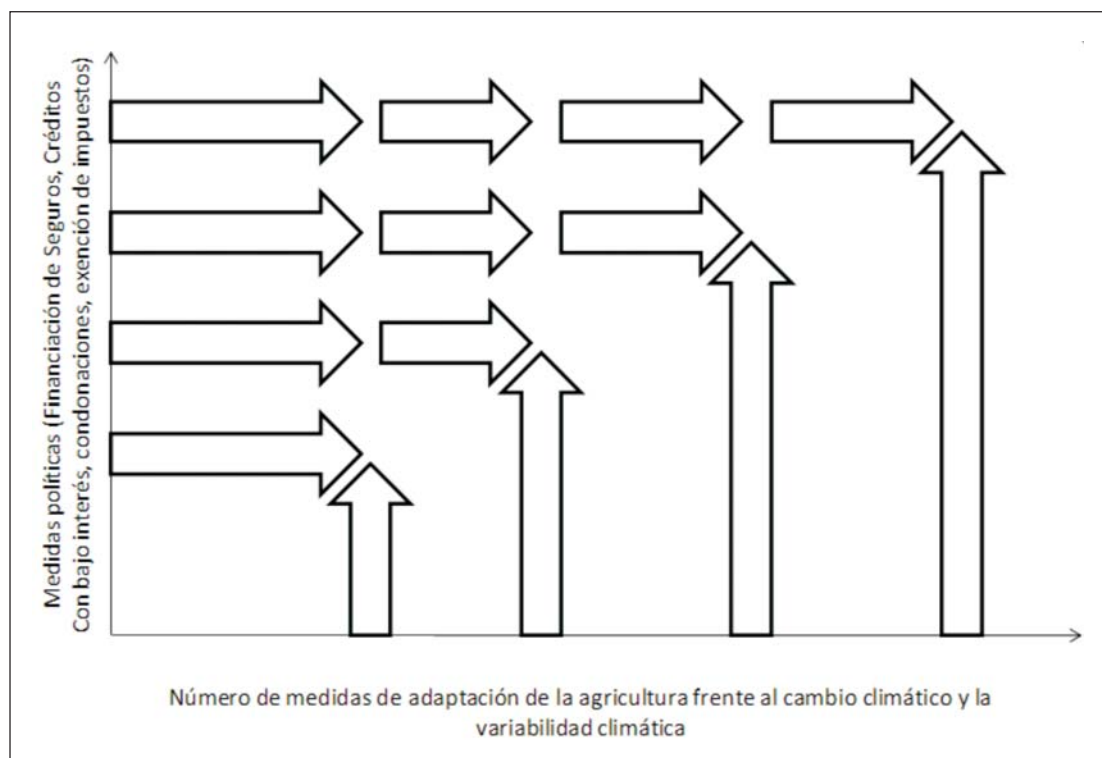 Medidas políticas (Financiación de Seguros, Créditos
Con bajo interés, condonaciones, exención de impuestos)
Número de medidas de adaptación de la agricultura frente al cambio climático y la
variabilidad climática